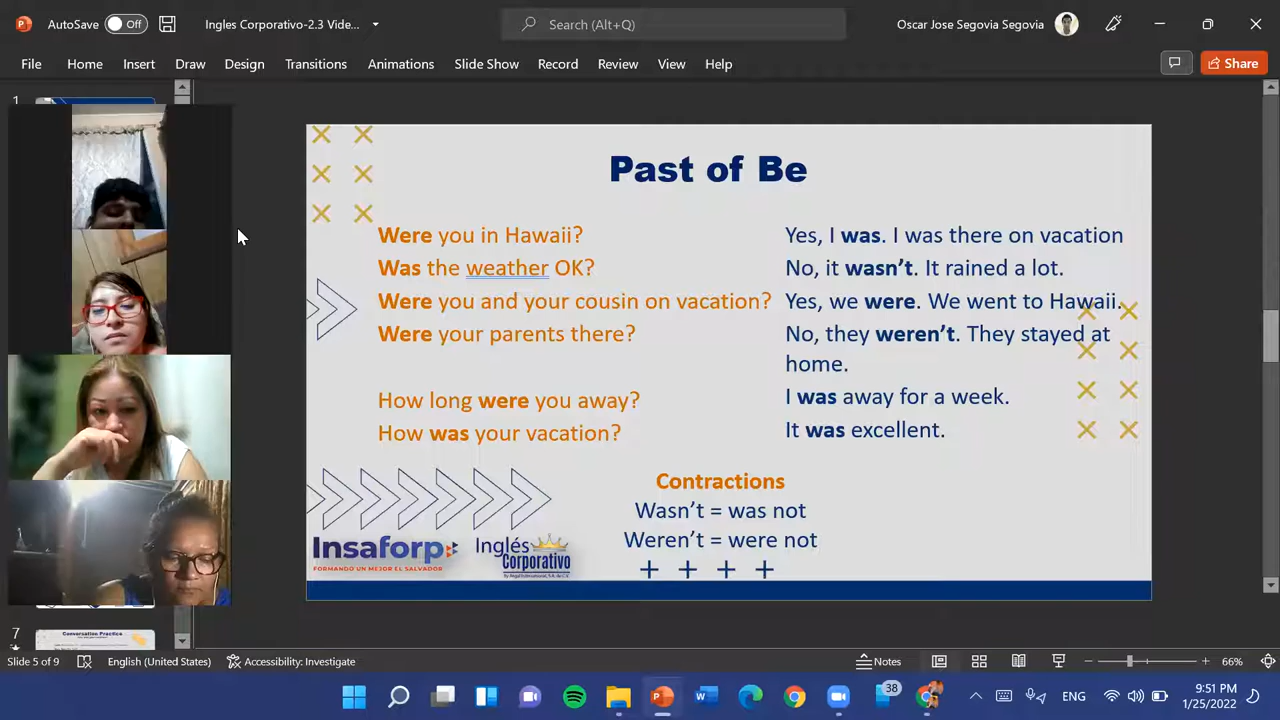 AutoSave Off Ingles Corporativo-2.3 Vide... Search (Alt+Q) Oscar Jose Segovia Segovia
File Home Insert Draw Design Transitions Animations Slide Show Record Review View Help Share
1
Past of Be
Were you in Hawaii? Yes, I was. I was there on vacation
Was the weather OK? No, it wasn't. It rained a lot.
Were you and your cousin on vacation? Yes, we were. We went to Hawaii.
Were your parents there? No, they weren't. They stayed at
home.
How long were you away? I was away for a week.
How was your vacation? It was excellent.
Contractions
Wasn't = was not
Weren't = were not
Insaforp
FORMANDO UN MEJOR EL SALVADOR
Inglés
Corporativo
7
Conversation Practice
Slide 5 of 9 English (United States) Accessibility: Investigate Notes 66%
38 ENG 9:51 PM
1/25/2022